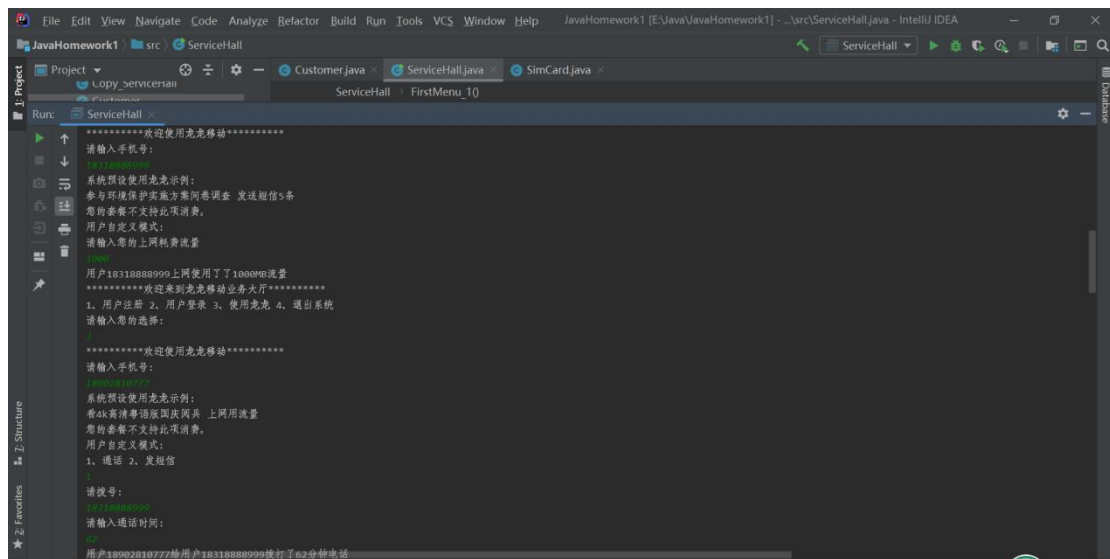 File Edit View Navigate Code Analyze Refactor Build Run Tools VCS Window Help JavaHomework1 [E:\Java\JavaHomework1] - ...\src\ServiceHall.java - IntelliJ IDEA
JavaHomework1 src ServiceHall
ServiceHall
1: Project
Project
Customer.java
ServiceHall.java
SimCard.java
Database
Copy_ServiceHall
Customer
ServiceHall FirstMenu_1()
Run: ServiceHall
**********欢迎使用龙龙移动**********
请输入手机号:
18318888999
系统预设使用龙龙示例:
参与环境保护实施方案问卷调查 发送短信5条
您的套餐不支持此项消费。
用户自定义模式:
请输入您的上网耗费流量
1000
用户18318888999上网使用了了1000MB流量
**********欢迎来到龙龙移动业务大厅**********
1、用户注册 2、用户登录 3、使用龙龙 4、退出系统
请输入您的选择:
3
**********欢迎使用龙龙移动**********
请输入手机号:
18902810777
系统预设使用龙龙示例:
看4k高清粤语版国庆阅兵 上网用流量
您的套餐不支持此项消费。
用户自定义模式:
1、通话 2、发短信
1
请拨号:
18318888999
请输入通话时间:
62
用户18902810777给用户18318888999拨打了62分钟电话
7: Structure
2: Favorites